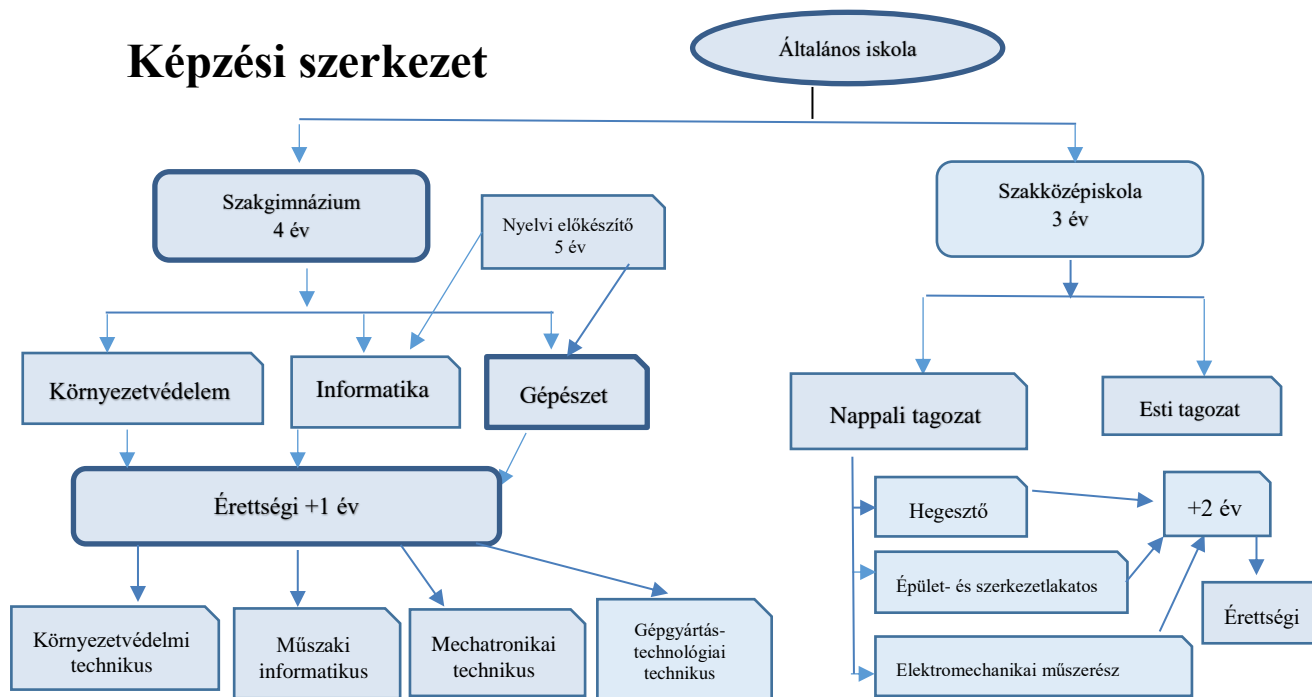 Képzési szerkezet
Általános iskola
Szakgimnázium
4 év
Nyelvi előkészítő
5 év
Szakközépiskola
3 év
Környezetvédelem
Informatika
Gépészet
Nappali tagozat
Esti tagozat
Érettségi +1 év
Hegesztő
+2 év
Épület- és szerkezetlakatos
Érettségi
Elektromechanikai műszerész
Környezetvédelmi
technikus
Műszaki
informatikus
Mechatronikai
technikus
Gépgyártás-
technológiai
technikus